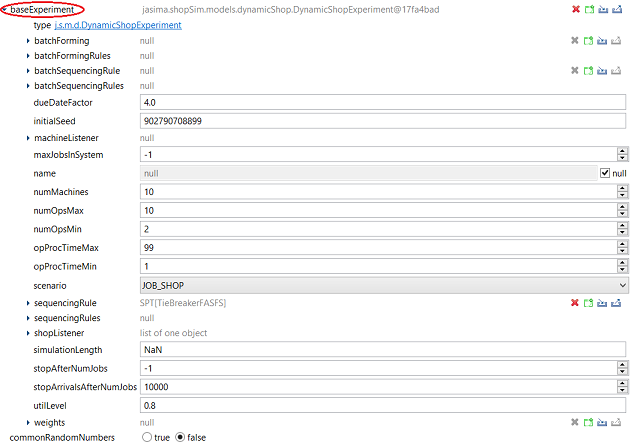 baseExperiment jasima.shopSim.models.dynamicShop.DynamicShopExperiment@17fa4bad
type j.s.m.d.DynamicShopExperiment
batchForming null
batchFormingRules null
batchSequencingRule null
batchSequencingRules null
dueDateFactor 4.0
initialSeed 902790708899
machineListener null
maxJobsInSystem -1
name null null
numMachines 10
numOpsMax 10
numOpsMin 2
opProcTimeMax 99
opProcTimeMin 1
scenario JOB_SHOP
sequencingRule SPT[TieBreakerFASFS]
sequencingRules null
shopListener list of one object
simulationLength NaN
stopAfterNumJobs -1
stopArrivalsAfterNumJobs 10000
utilLevel 0.8
weights null
commonRandomNumbers true false